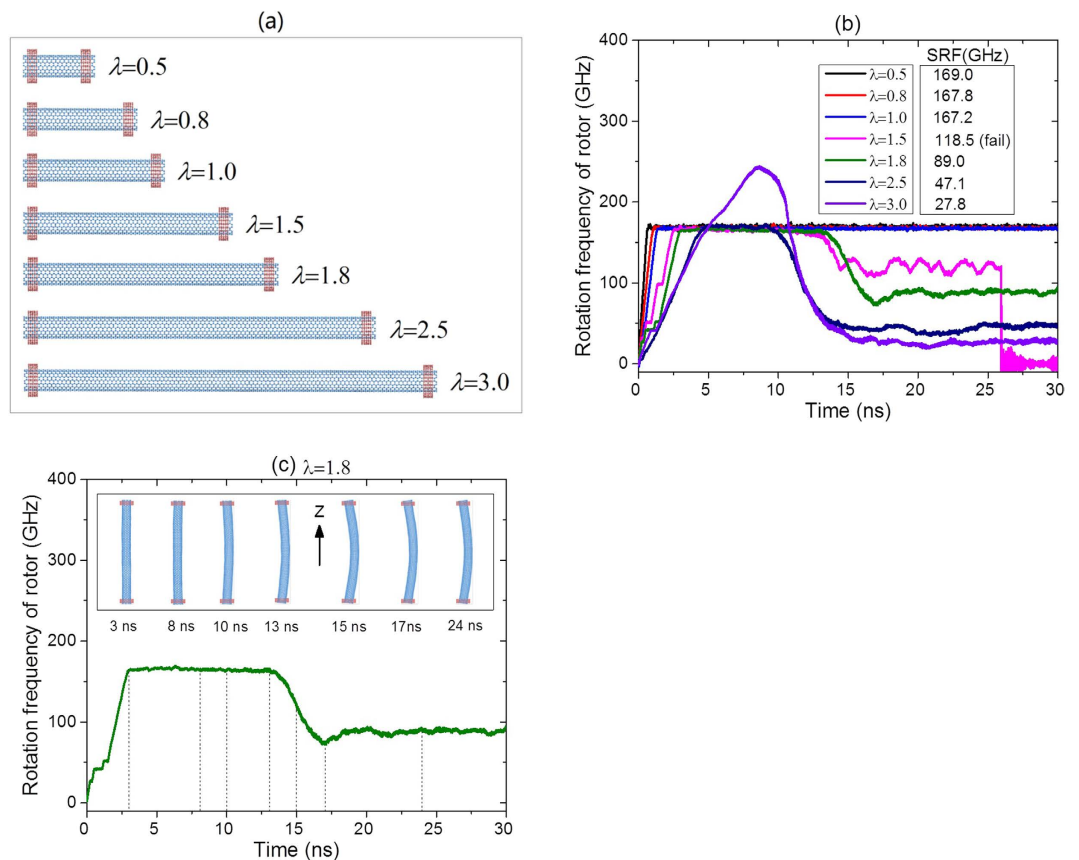 (a)
λ=0.5
λ=0.8
λ=1.0
λ=1.5
λ=1.8
λ=2.5
λ=3.0
(b)
Rotation frequency of rotor (GHz)
400
300
200
100
0
SRF(GHz)
λ=0.5 169.0
λ=0.8 167.8
λ=1.0 167.2
λ=1.5 118.5 (fail)
λ=1.8 89.0
λ=2.5 47.1
λ=3.0 27.8
0 5 10 15 20 25 30
Time (ns)
(c) λ=1.8
Rotation frequency of rotor (GHz)
400
300
200
100
0
Z
3 ns 8 ns 10 ns 13 ns 15 ns 17ns 24 ns
0 5 10 15 20 25 30
Time (ns)